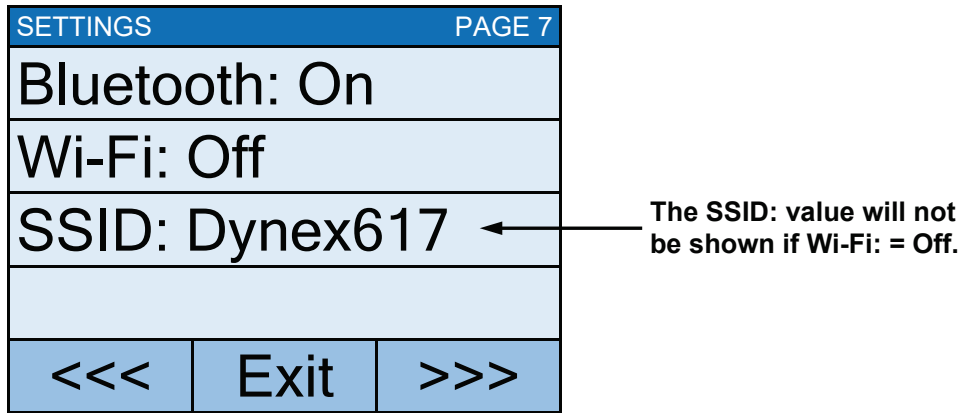 SETTINGS PAGE 7
Bluetooth: On
Wi-Fi: Off
SSID: Dynex617
The SSID: value will not
be shown if Wi-Fi: = Off.
<<< Exit >>>